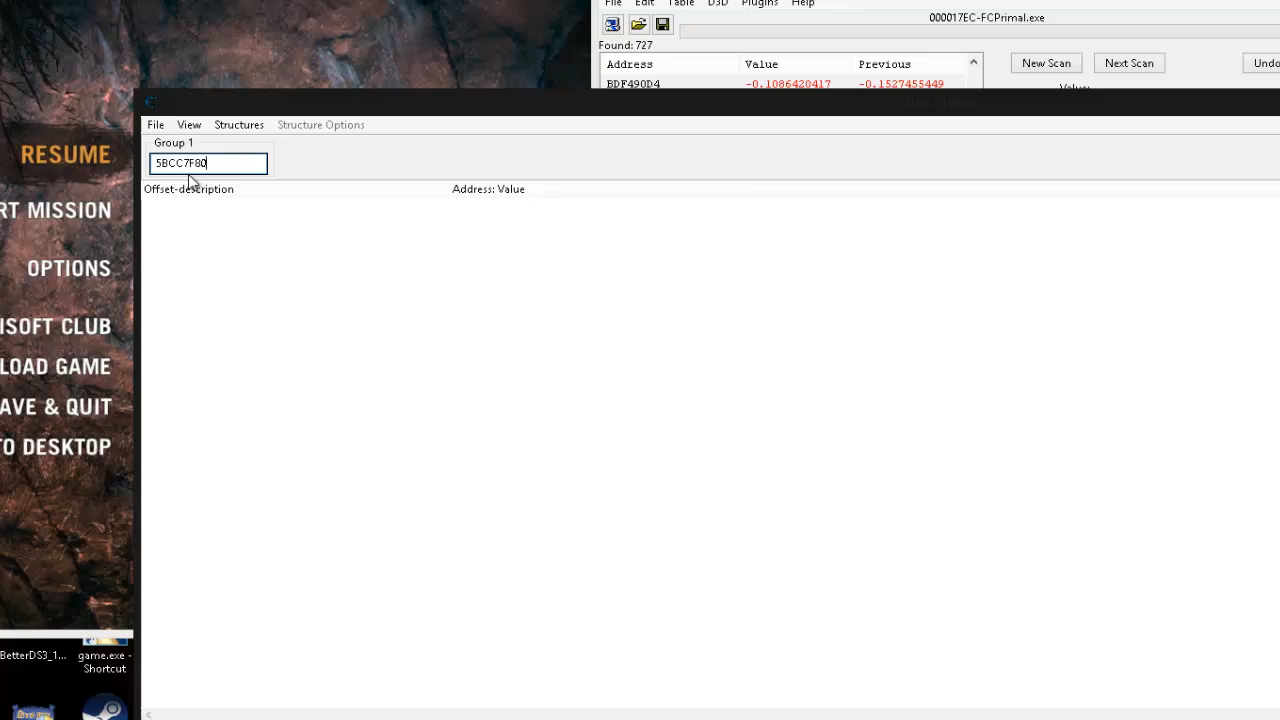 File Edit Table D3D Plugins Help
000017EC-FCPrimal.exe
Found: 727
Address Value Previous
New Scan Next Scan Undo
BDF490D4 -0.1086420417 -0.1527455449
Value:
File View Structures Structure Options
Group 1
5BCC7F80
Offset-description Address: Value
RESUME
RT MISSION
OPTIONS
ISOFT CLUB
LOAD GAME
AVE & QUIT
TO DESKTOP
BetterDS3_1...
game.exe -
Shortcut